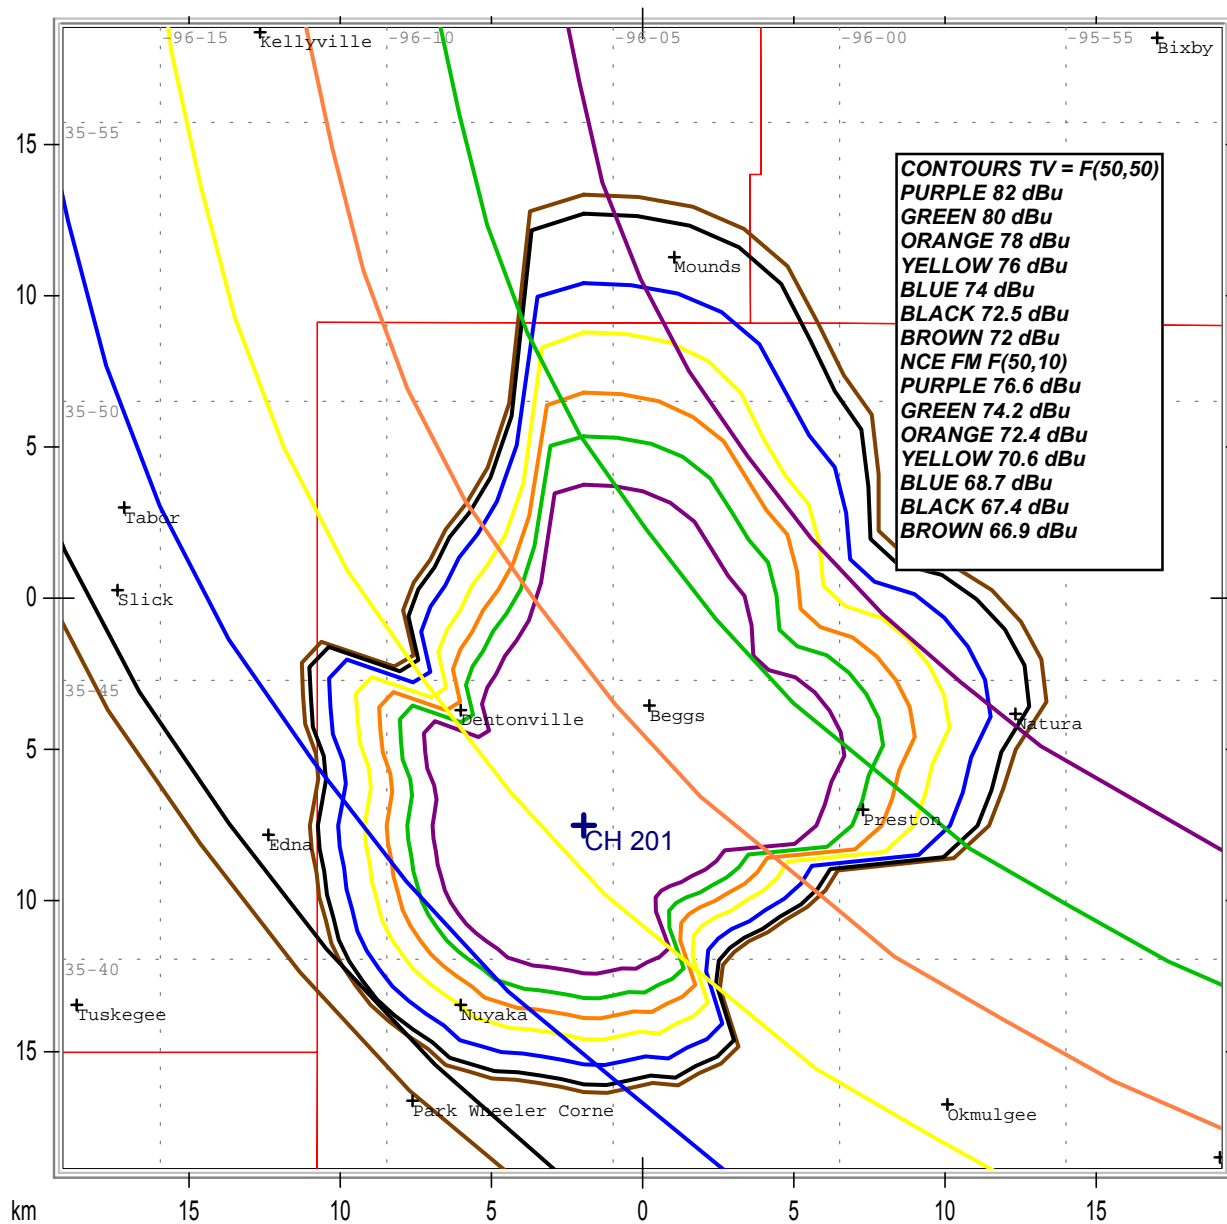 -96-15
-96-10
-96-05
-96-00
-95-55
Kellyville
Bixby
35-55
15
CONTOURS TV = F(50,50)
PURPLE 82 dBu
GREEN 80 dBu
ORANGE 78 dBu
YELLOW 76 dBu
BLUE 74 dBu
BLACK 72.5 dBu
BROWN 72 dBu
NCE FM F(50,10)
PURPLE 76.6 dBu
GREEN 74.2 dBu
ORANGE 72.4 dBu
YELLOW 70.6 dBu
BLUE 68.7 dBu
BLACK 67.4 dBu
BROWN 66.9 dBu
Mounds
10
35-50
5
Tabor
Slick
0
35-45
Dentonville
Beggs
Natura
5
Preston
Edna
CH 201
10
35-40
Tuskegee
Nuyaka
15
Park Wheeler Corne
Okmulgee
km
15
10
5
0
5
10
15